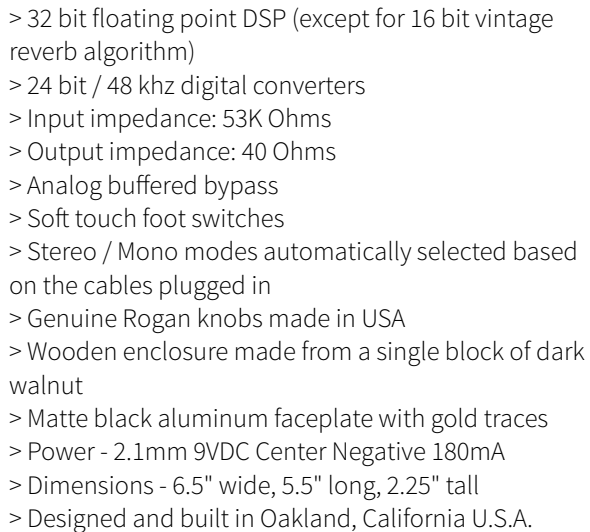 > 32 bit floating point DSP (except for 16 bit vintage
reverb algorithm)
> 24 bit / 48 khz digital converters
> Input impedance: 53K Ohms
> Output impedance: 40 Ohms
> Analog buffered bypass
> Soft touch foot switches
> Stereo / Mono modes automatically selected based
on the cables plugged in
> Genuine Rogan knobs made in USA
> Wooden enclosure made from a single block of dark
walnut
> Matte black aluminum faceplate with gold traces
> Power - 2.1mm 9VDC Center Negative 180mA
> Dimensions - 6.5" wide, 5.5" long, 2.25" tall
> Designed and built in Oakland, California U.S.A.